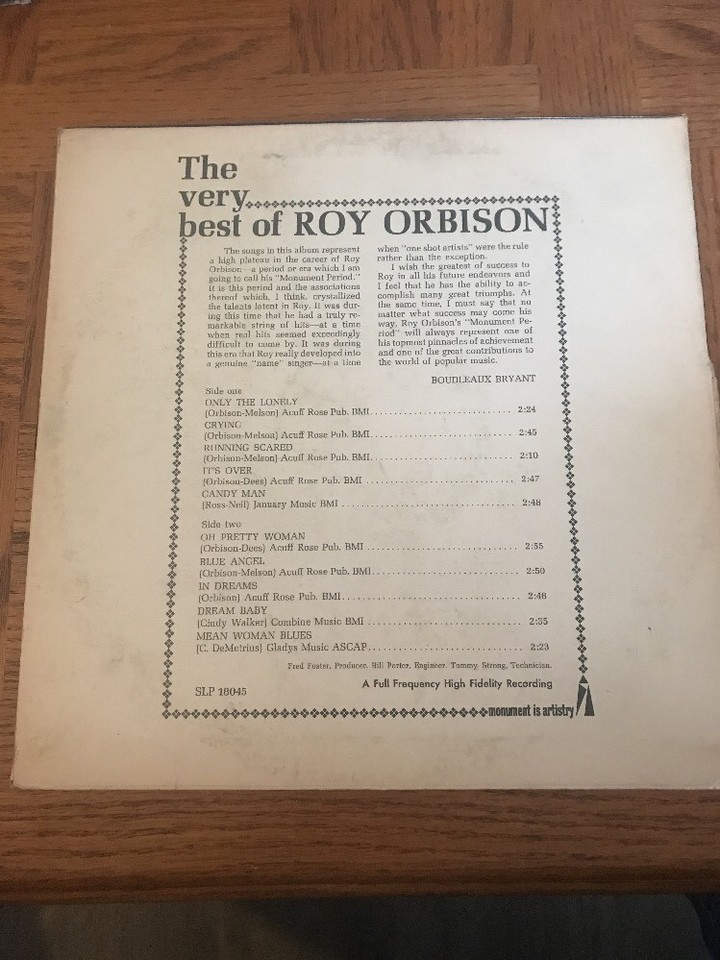 The
very
best of ROY ORBISON
The songs in this album represent
a high plateau in the career of Roy
Orbison—a period or era which I am
going to call his "Monument Period."
It is this period and the associations
thereof which, I think, crystallized
the talents latent in Roy. It was dur-
ing this time that he had a truly re-
markable string of hits—at a time
when real hits seemed exceedingly
difficult to come by. It was during
this era that Roy really developed into
a genuine "name" singer—at a time
when "one shot artists" were the rule
rather than the exception.
I wish the greatest of success to
Roy in all his future endeavors and
I feel that he has the ability to ac-
complish many great triumphs. At
the same time, I must say that no
matter what success may come his
way, Roy Orbison's "Monument Pe-
riod" will always represent one of
his topmost pinnacles of achievement
and one of the great contributions to
the world of popular music.
BOUDLEAUX BRYANT
Side one
ONLY THE LONELY
(Orbison-Melson) Acuff Rose Pub. BMI 2:24
CRYING
(Orbison-Melson) Acuff Rose Pub. BMI 2:45
RUNNING SCARED
(Orbison-Melson) Acuff Rose Pub. BMI 2:10
IT'S OVER
(Orbison-Dees) Acuff Rose Pub. BMI 2:47
CANDY MAN
(Ross-Neil) January Music BMI 2:48
Side two
OH PRETTY WOMAN
(Orbison-Dees) Acuff Rose Pub. BMI 2:55
BLUE ANGEL
(Orbison-Melson) Acuff Rose Pub. BMI 2:50
IN DREAMS
(Orbison) Acuff Rose Pub. BMI 2:48
DREAM BABY
(Cindy Walker) Combine Music BMI 2:35
MEAN WOMAN BLUES
(C. DeMetrius) Gladys Music ASCAP 2:23
Fred Foster, Producer. Bill Porter, Engineer. Tommy Strong, Technician.
SLP 18045
A Full Frequency High Fidelity Recording
monument is artistry